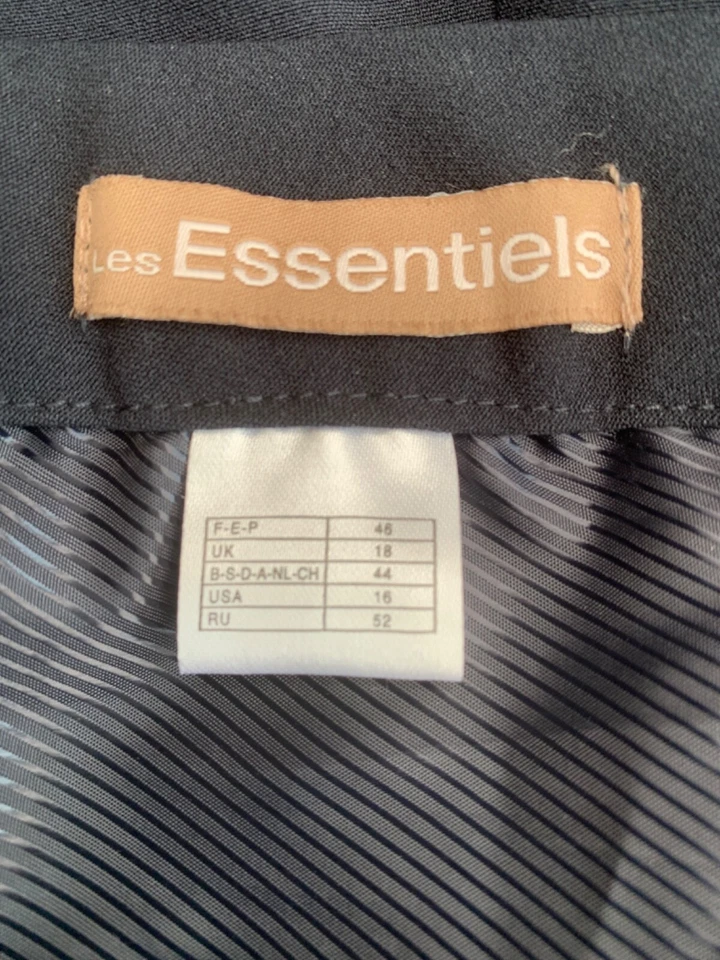 Les Essentiels
F-E-P 46
UK 18
B-S-D-A-NL-CH 44
USA 16
RU 52